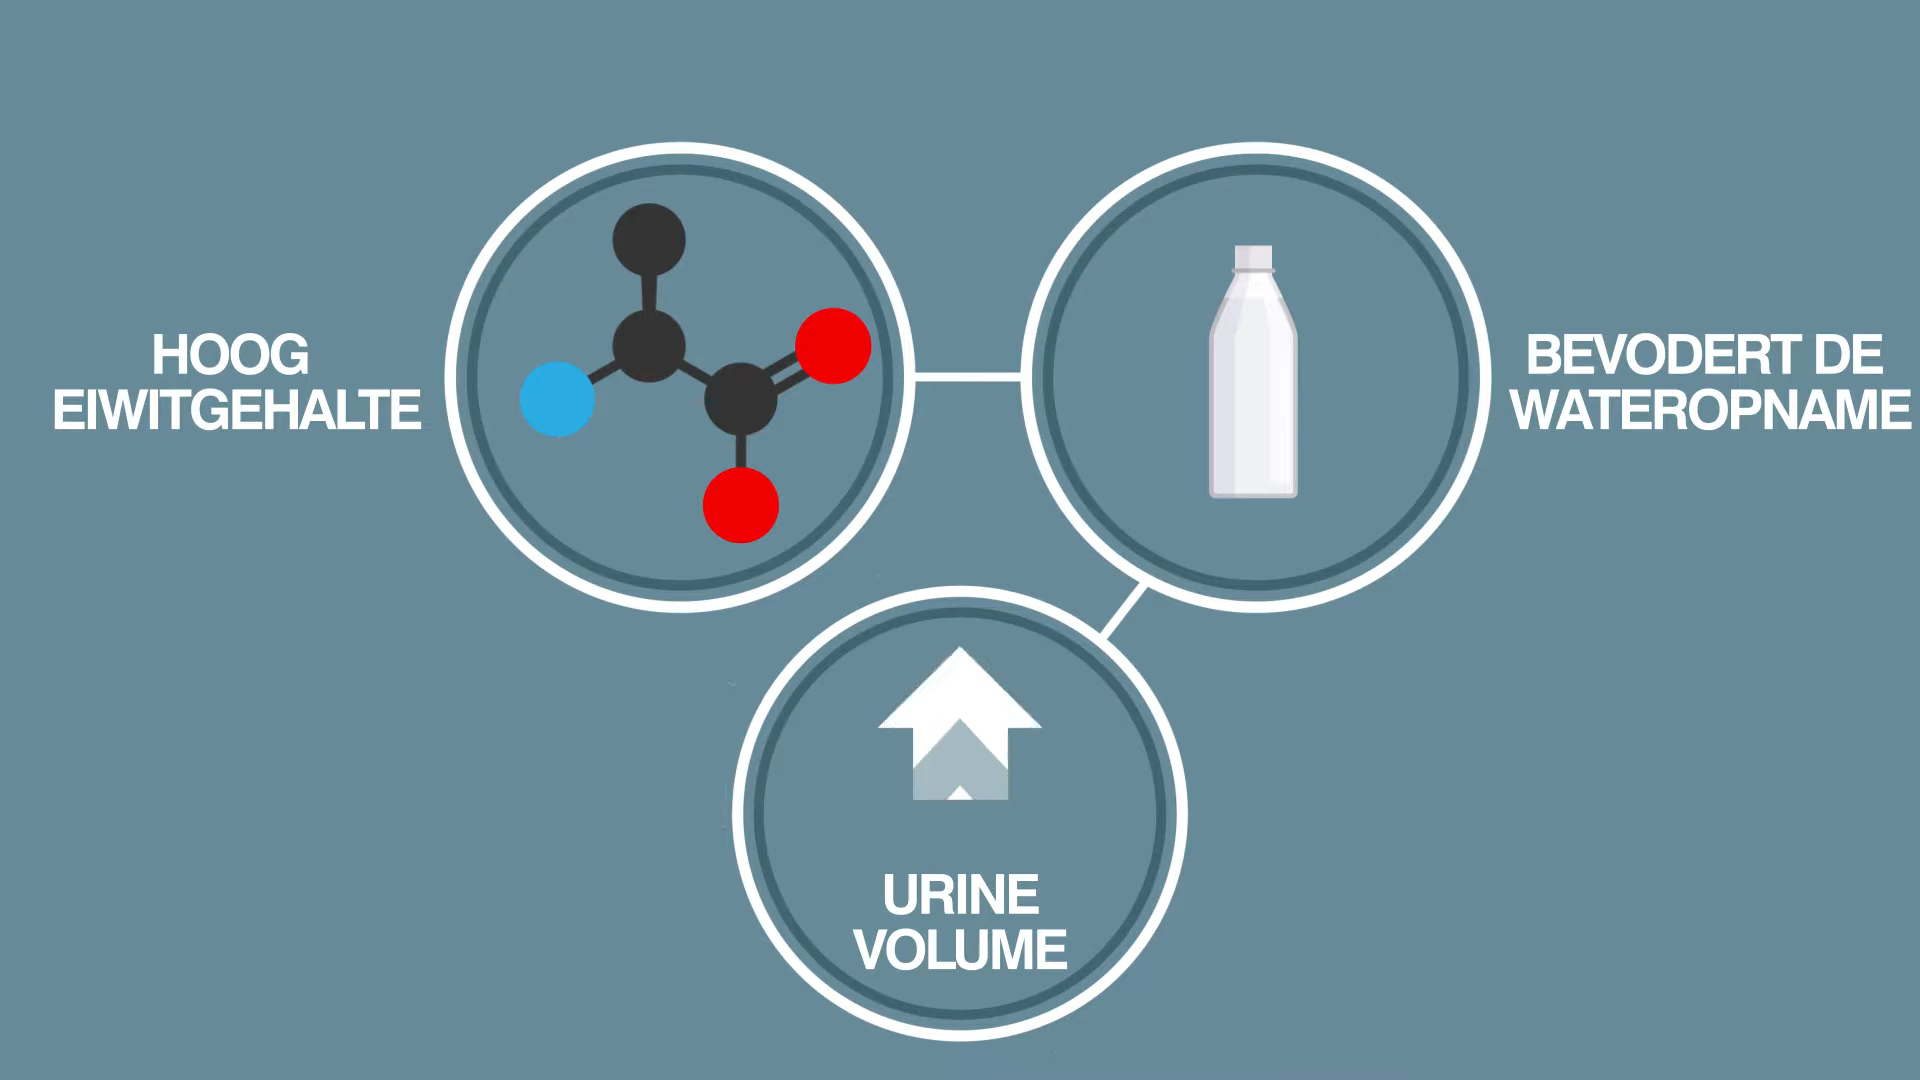 HOOG
EIWITGEHALTE
BEVODERT DE
WATEROPNAME
URINE
VOLUME